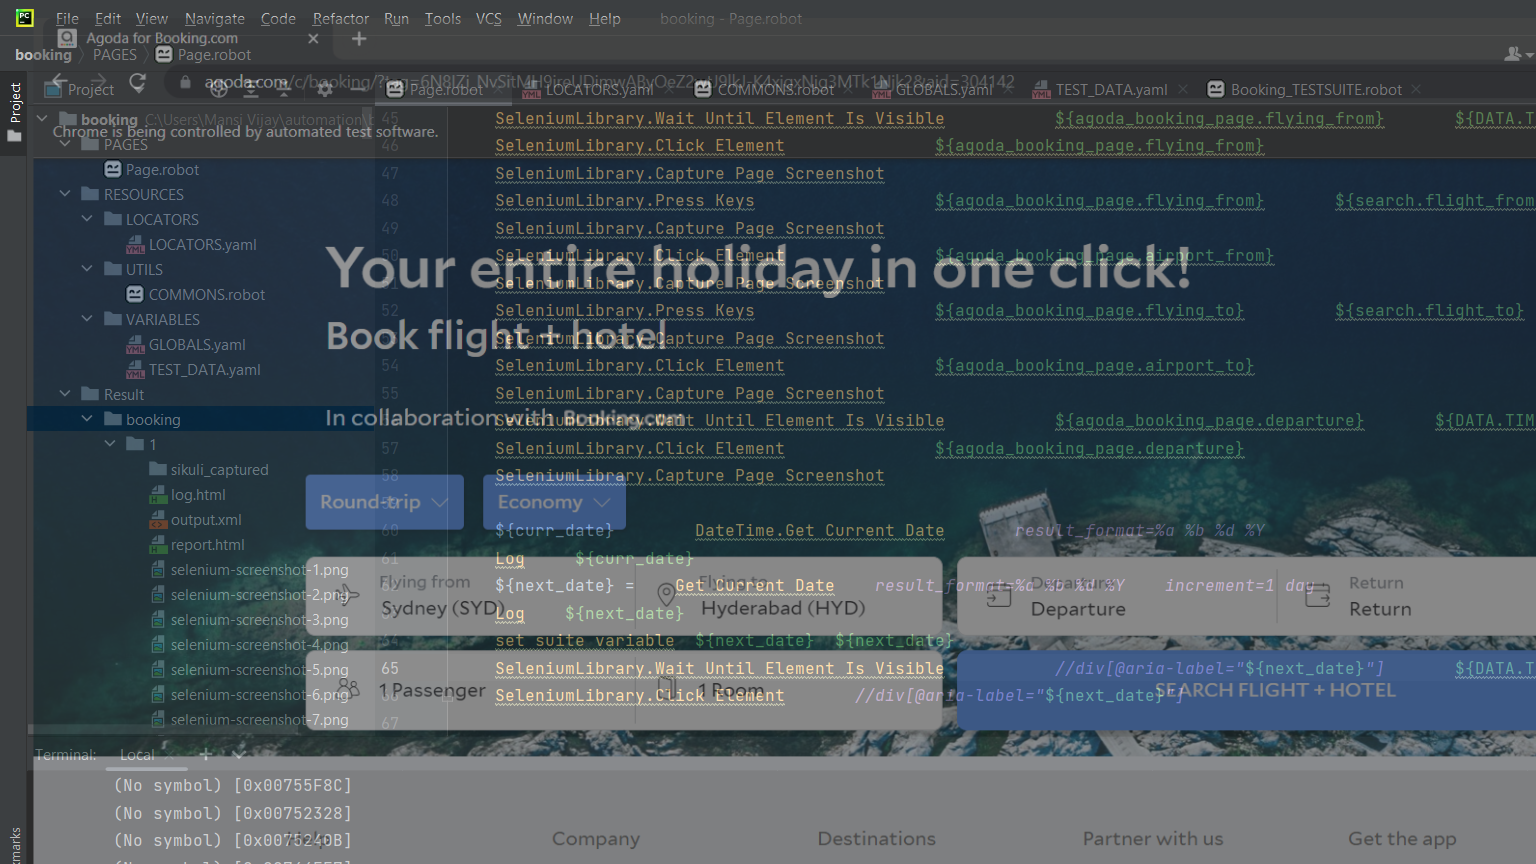 File Edit View Navigate Code Refactor Run Tools VCS Window Help booking - Page.robot
Agoda for Booking.com
booking PAGES Page.robot
Project
Project
Page.robot LOCATORS.yaml COMMONS.robot GLOBALS.yaml TEST_DATA.yaml Booking_TESTSUITE.robot
booking C:\Users\Mansi Vijay\automation\
Chrome is being controlled by automated test software.
PAGES
Page.robot
RESOURCES
LOCATORS
LOCATORS.yaml
UTILS
COMMONS.robot
VARIABLES
GLOBALS.yaml
TEST_DATA.yaml
Result
booking
1
sikuli_captured
log.html
output.xml
report.html
selenium-screenshot-1.png
selenium-screenshot-2.png
selenium-screenshot-3.png
selenium-screenshot-4.png
selenium-screenshot-5.png
selenium-screenshot-6.png
selenium-screenshot-7.png
45 SeleniumLibrary.Wait Until Element Is Visible ${agoda_booking_page.flying_from} ${DATA.T
46 SeleniumLibrary.Click Element ${agoda_booking_page.flying_from}
47 SeleniumLibrary.Capture Page Screenshot
48 SeleniumLibrary.Press Keys ${agoda_booking_page.flying_from} ${search.flight_from
49 SeleniumLibrary.Capture Page Screenshot
50 SeleniumLibrary.Click Element ${agoda_booking_page.airport_from}
SeleniumLibrary.Capture Page Screenshot
52 SeleniumLibrary.Press Keys ${agoda_booking_page.flying_to} ${search.flight_to}
SeleniumLibrary.Capture Page Screenshot
54 SeleniumLibrary.Click Element ${agoda_booking_page.airport_to}
55 SeleniumLibrary.Capture Page Screenshot
SeleniumLibrary.Wait Until Element Is Visible ${agoda_booking_page.departure} ${DATA.TIM
57 SeleniumLibrary.Click Element ${agoda_booking_page.departure}
58 SeleniumLibrary.Capture Page Screenshot
60 ${curr_date} DateTime.Get Current Date result_format=%a %b %d %Y
61 Log ${curr_date}
${next_date} = Get Current Date result_format=%a %b %d %Y increment=1 day
Log ${next_date}
64 set suite variable ${next_date} ${next_date}
65 SeleniumLibrary.Wait Until Element Is Visible //div[@aria-label="${next_date}"] ${DATA.T
66 SeleniumLibrary.Click Element //div[@aria-label="${next_date}"]
67
Your entire holiday in one click!
Book flight + hotel
In collaboration with Booking.com
Round-trip Economy
Flying from Flying to Departure Return
Sydney (SYD) Hyderabad (HYD) Departure Return
1 Passenger 1 Room SEARCH FLIGHT + HOTEL
Terminal: Local
(No symbol) [0x00755F8C]
(No symbol) [0x00752328]
(No symbol) [0x0075240B]
Help Company Destinations Partner with us Get the app